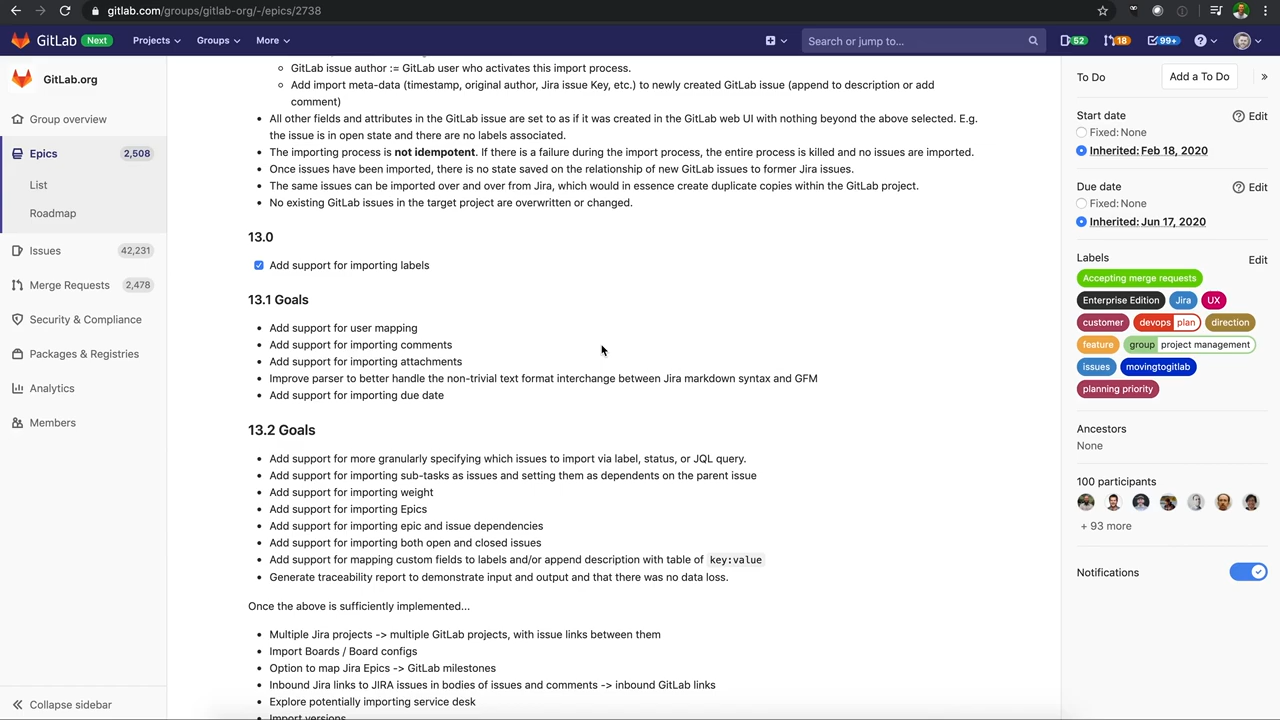 gitlab.com/groups/gitlab-org/-/epics/2738
GitLab Next Projects Groups More Search or jump to... 52 18 99+
GitLab.org
Group overview
Epics 2,508
List
Roadmap
Issues 42,231
Merge Requests 2,478
Security & Compliance
Packages & Registries
Analytics
Members
Collapse sidebar
GitLab issue author := GitLab user who activates this import process.
Add import meta-data (timestamp, original author, Jira issue Key, etc.) to newly created GitLab issue (append to description or add
comment)
All other fields and attributes in the GitLab issue are set to as if it was created in the GitLab web UI with nothing beyond the above selected. E.g.
the issue is in open state and there are no labels associated.
The importing process is not idempotent. If there is a failure during the import process, the entire process is killed and no issues are imported.
Once issues have been imported, there is no state saved on the relationship of new GitLab issues to former Jira issues.
The same issues can be imported over and over from Jira, which would in essence create duplicate copies within the GitLab project.
No existing GitLab issues in the target project are overwritten or changed.
13.0
Add support for importing labels
13.1 Goals
Add support for user mapping
Add support for importing comments
Add support for importing attachments
Improve parser to better handle the non-trivial text format interchange between Jira markdown syntax and GFM
Add support for importing due date
13.2 Goals
Add support for more granularly specifying which issues to import via label, status, or JQL query.
Add support for importing sub-tasks as issues and setting them as dependents on the parent issue
Add support for importing weight
Add support for importing Epics
Add support for importing epic and issue dependencies
Add support for importing both open and closed issues
Add support for mapping custom fields to labels and/or append description with table of key:value
Generate traceability report to demonstrate input and output and that there was no data loss.
Once the above is sufficiently implemented...
Multiple Jira projects -> multiple GitLab projects, with issue links between them
Import Boards / Board configs
Option to map Jira Epics -> GitLab milestones
Inbound Jira links to JIRA issues in bodies of issues and comments -> inbound GitLab links
Explore potentially importing service desk
Import versions
To Do Add a To Do
Start date Edit
Fixed: None
Inherited: Feb 18, 2020
Due date Edit
Fixed: None
Inherited: Jun 17, 2020
Labels Edit
Accepting merge requests
Enterprise Edition Jira UX
customer devops plan direction
feature group project management
issues movingtogitlab
planning priority
Ancestors
None
100 participants
+ 93 more
Notifications